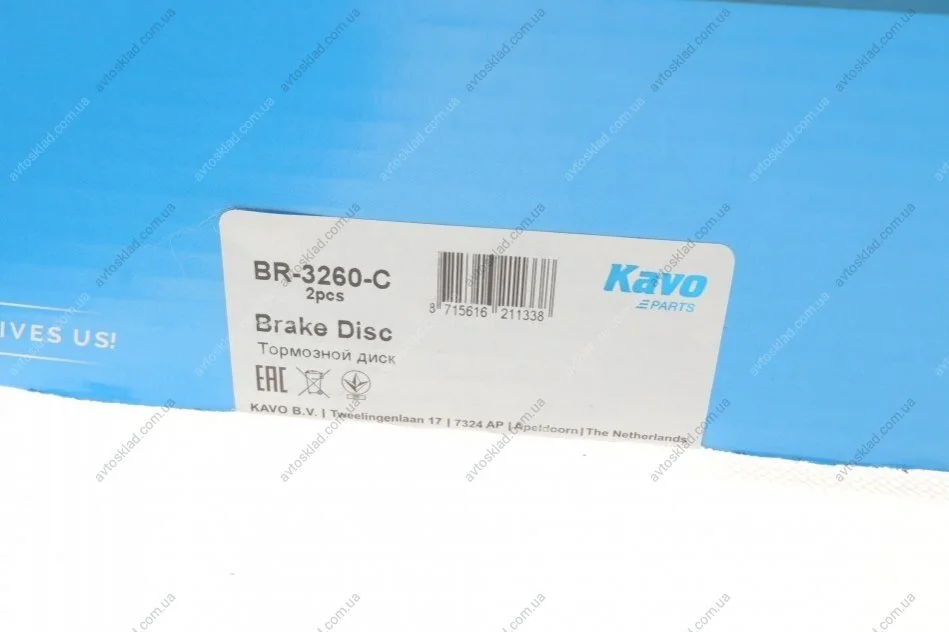 BR-3260-C
2pcs
8 715616 211338
Kavo
PARTS
Brake Disc
Тормозной диск
EAC
KAVO B.V. | Tweelingenlaan 17 | 7324 AP | Apeldoorn | The Netherlands
IVES US!
avtosklad.com.ua